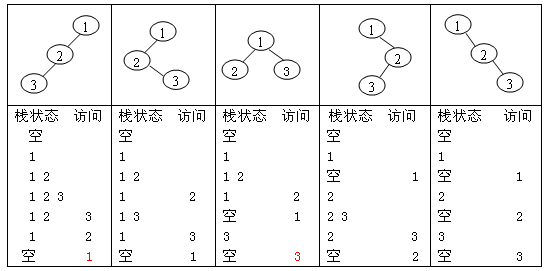 1 1 1 1 1
2 2 2 3 2 2
3 3 3 3
栈状态 访问 栈状态 访问 栈状态 访问 栈状态 访问 栈状态 访问
空 空 空 空 空
1 1 1 1 1
1 2 1 2 1 2 空 1 空 1
1 2 3 1 2 1 2 2 2
1 2 3 1 3 空 1 2 3 空 2
1 2 1 3 3 2 3 3
空 1 空 1 空 3 空 2 空 3